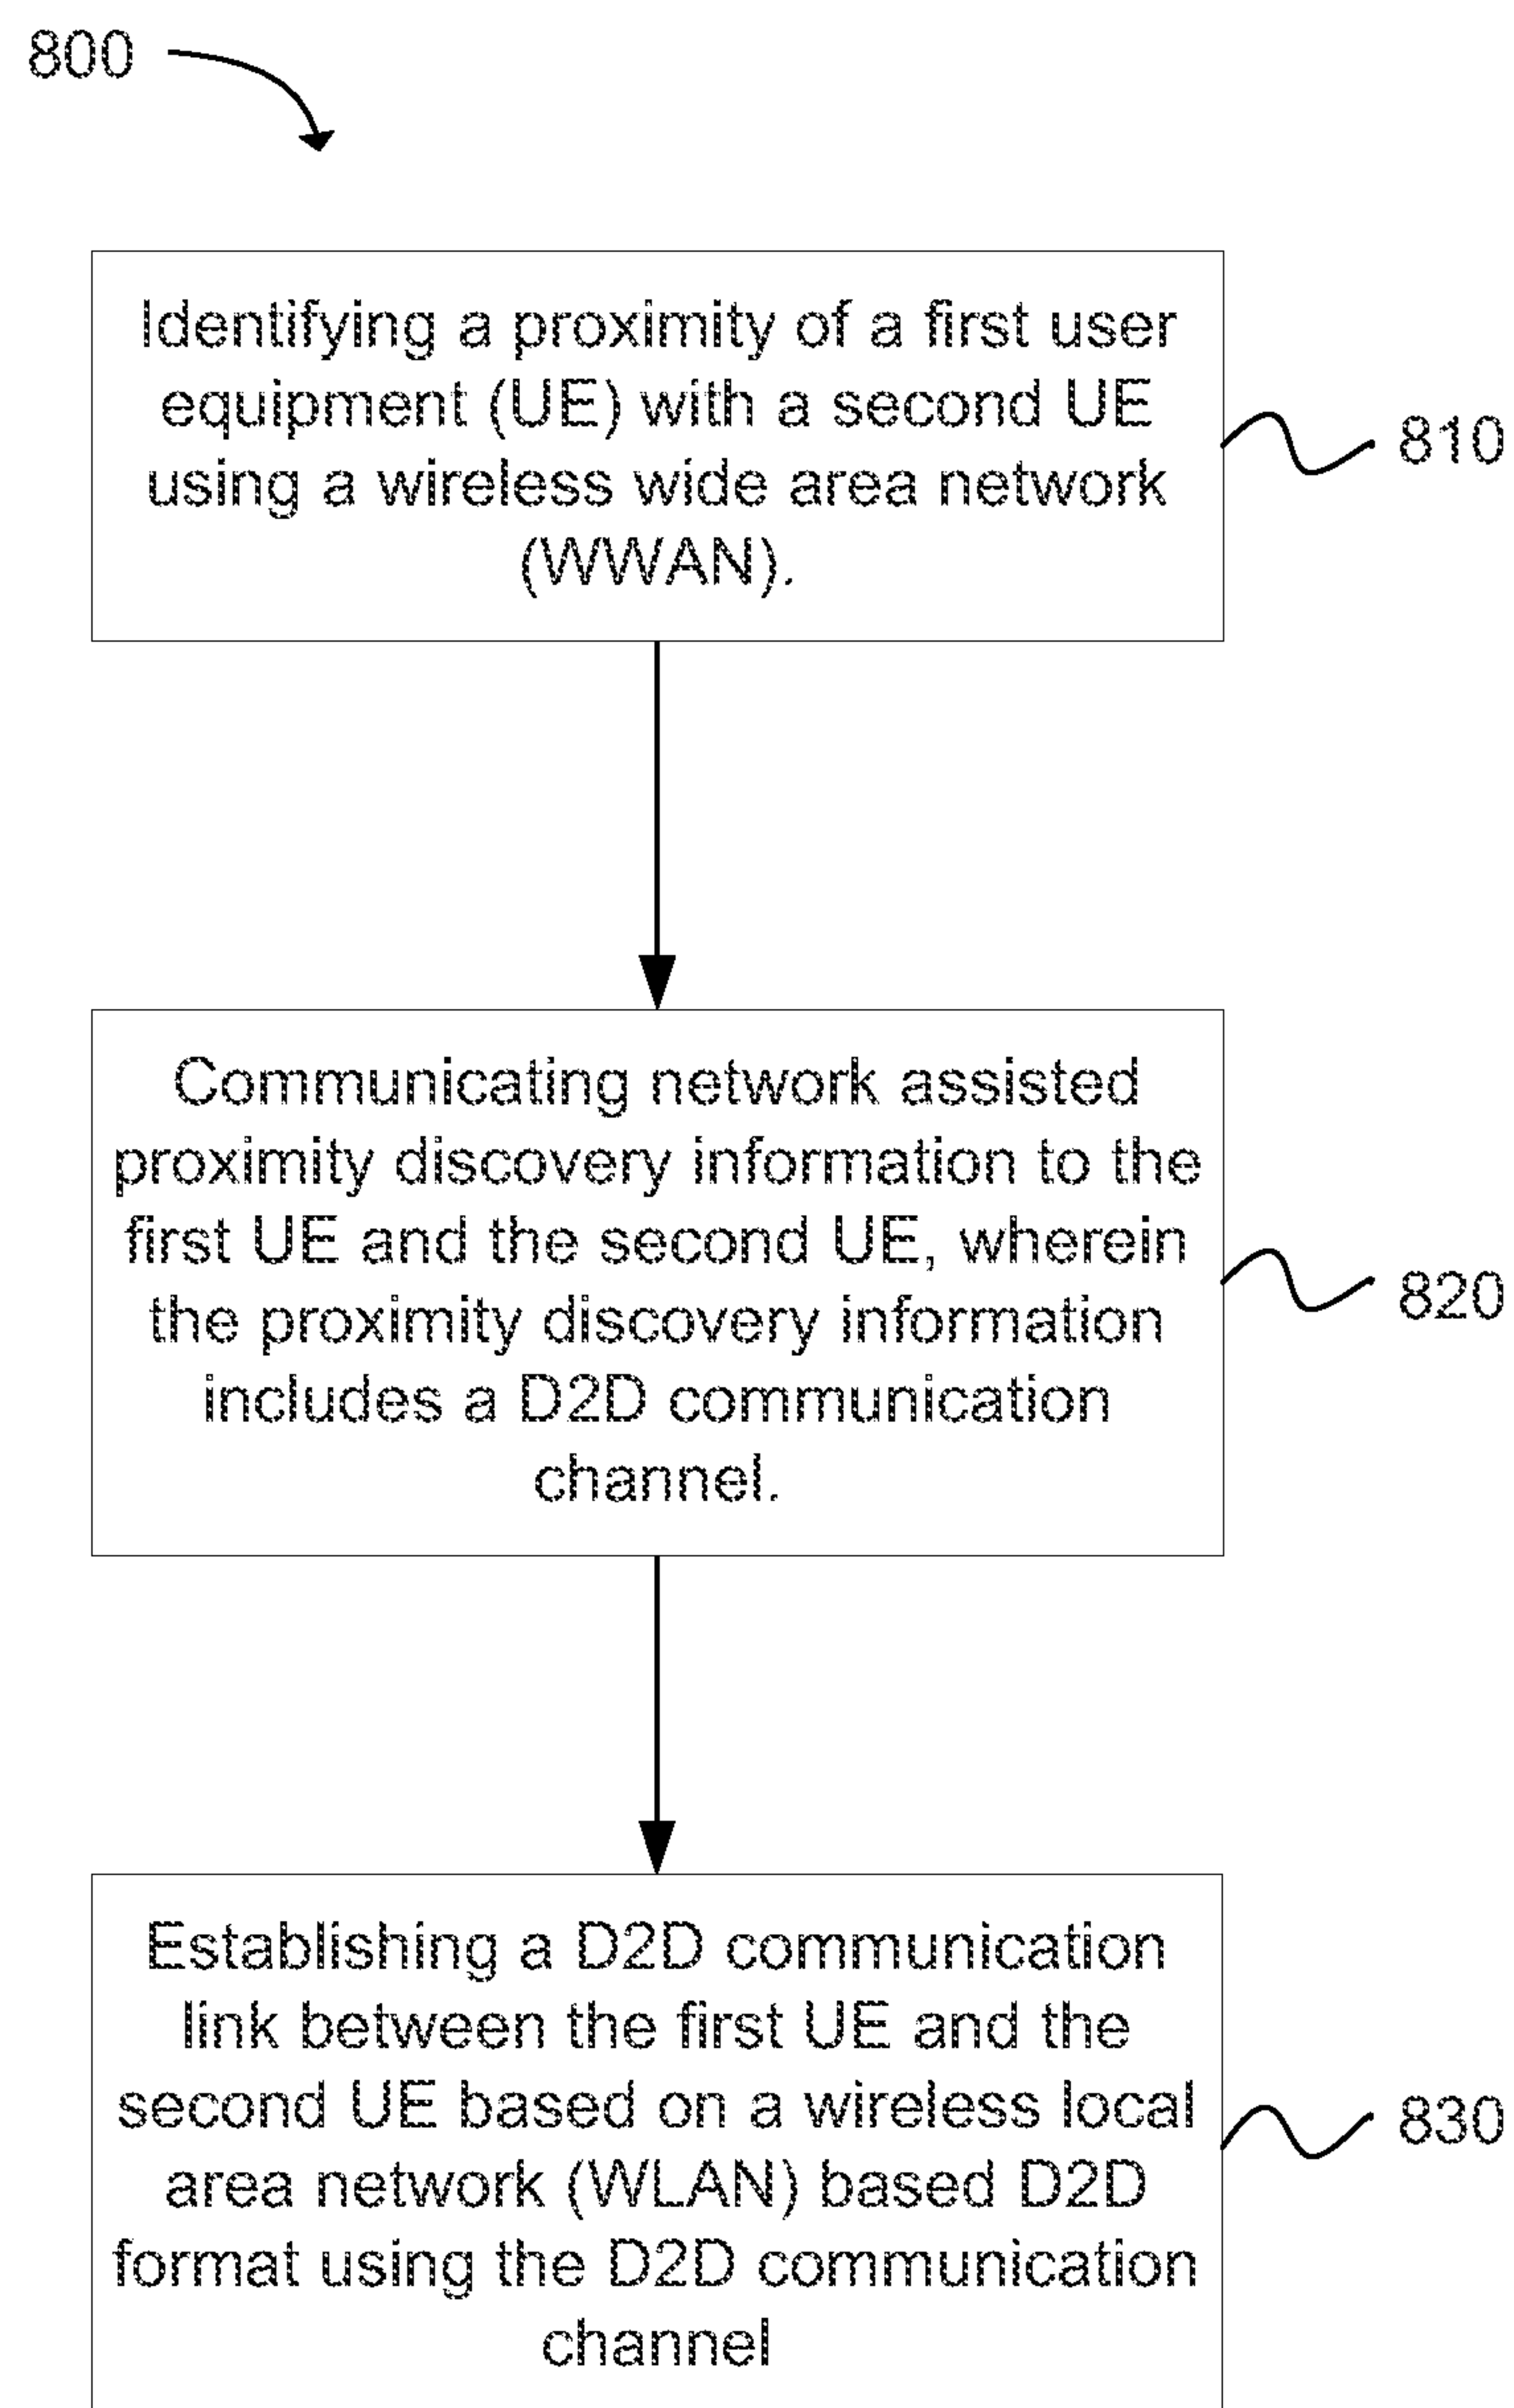 800
Identifying a proximity of a first user
equipment (UE) with a second UE
using a wireless wide area network
(WWAN).
810
Communicating network assisted
proximity discovery information to the
first UE and the second UE, wherein
the proximity discovery information
includes a D2D communication
channel.
820
Establishing a D2D communication
link between the first UE and the
second UE based on a wireless local
area network (WLAN) based D2D
format using the D2D communication
channel
830